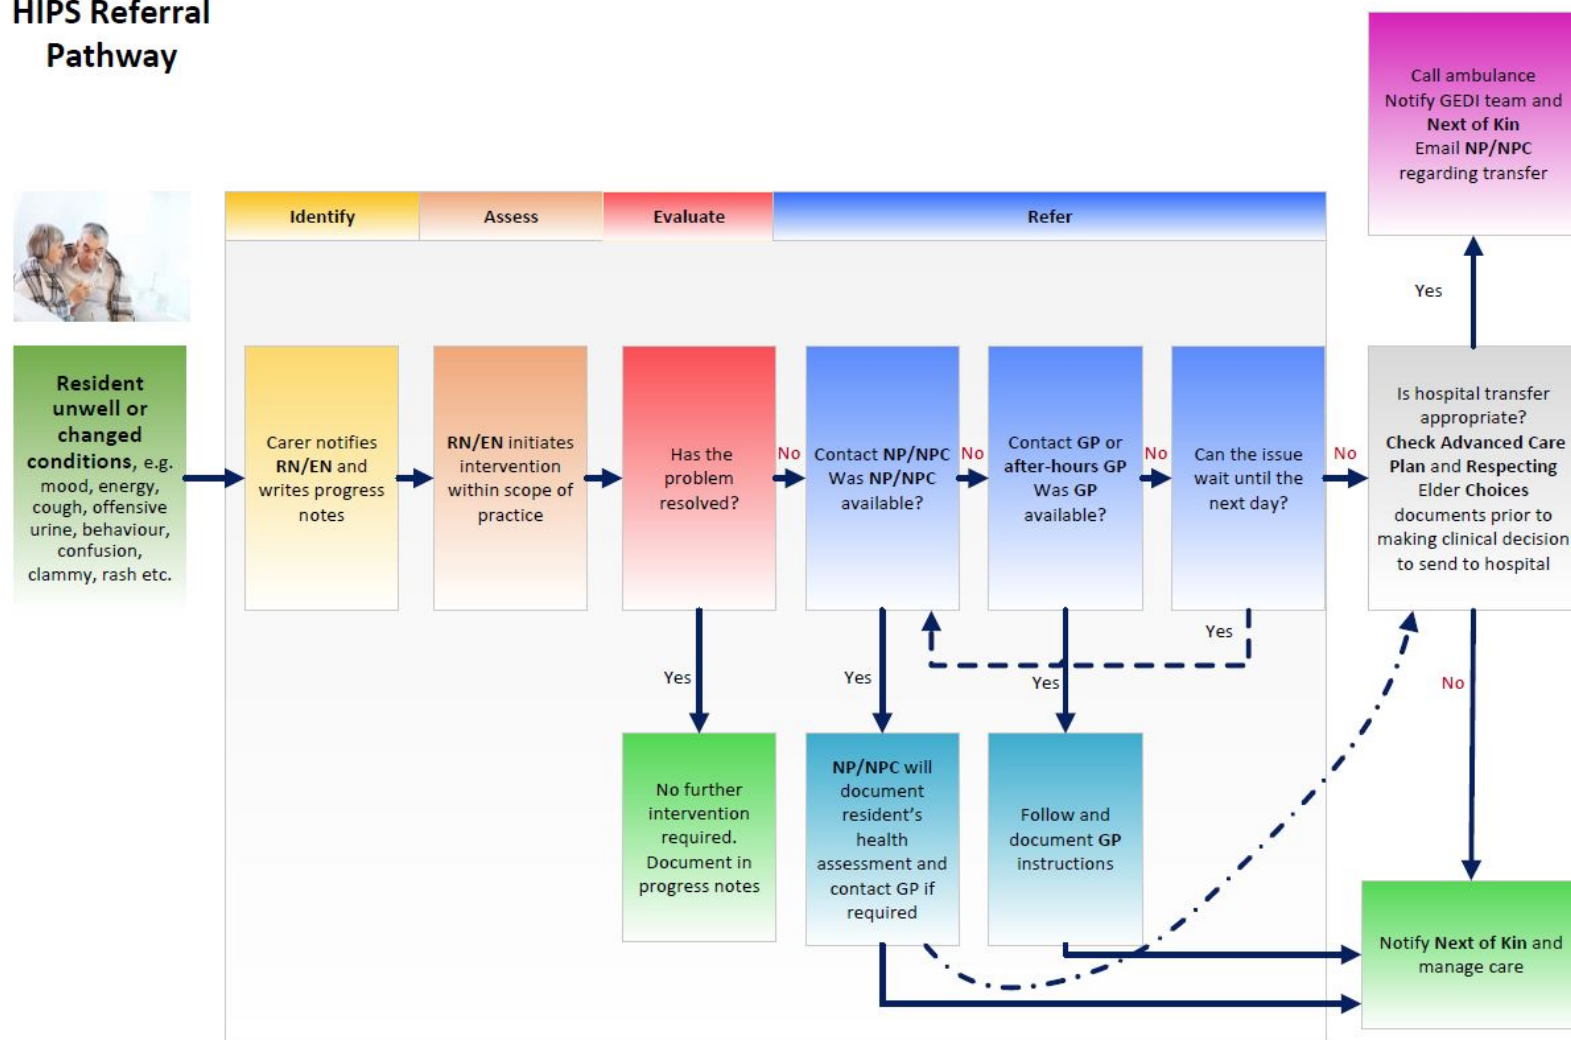 HIPS Referral
Pathway
Call ambulance
Notify GEDI team and
Next of Kin
Email NP/NPC
regarding transfer
Identify
Assess
Evaluate
Refer
Yes
Resident
unwell or
changed
conditions, e.g.
mood, energy,
cough, offensive
urine, behaviour,
confusion,
clammy, rash etc.
Carer notifies
RN/EN and
writes progress
notes
RN/EN initiates
intervention
within scope of
practice
Has the
problem
resolved?
No
Contact NP/NPC
Was NP/NPC
available?
No
Contact GP or
after-hours GP
Was GP
available?
No
Can the issue
wait until the
next day?
No
Is hospital transfer
appropriate?
Check Advanced Care
Plan and Respecting
Elder Choices
documents prior to
making clinical decision
to send to hospital
Yes
Yes
Yes
Yes
No
No further
intervention
required.
Document in
progress notes
NP/NPC will
document
resident's
health
assessment and
contact GP if
required
Follow and
document GP
instructions
Notify Next of Kin and
manage care